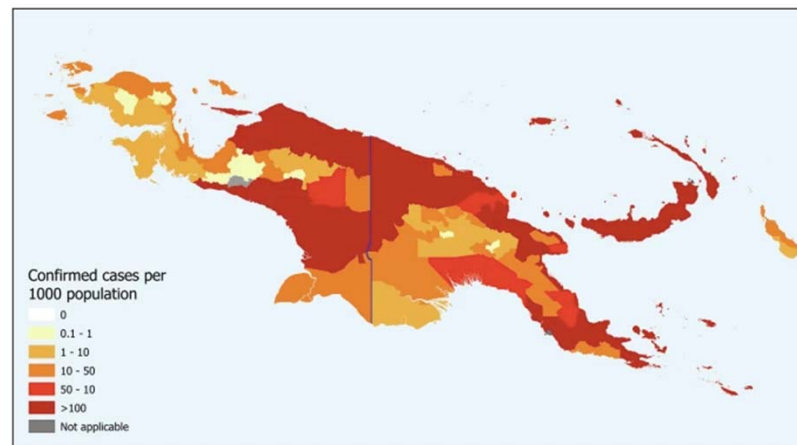 Confirmed cases per
1000 population
0
0.1 - 1
1 - 10
10 - 50
50 - 10
>100
Not applicable